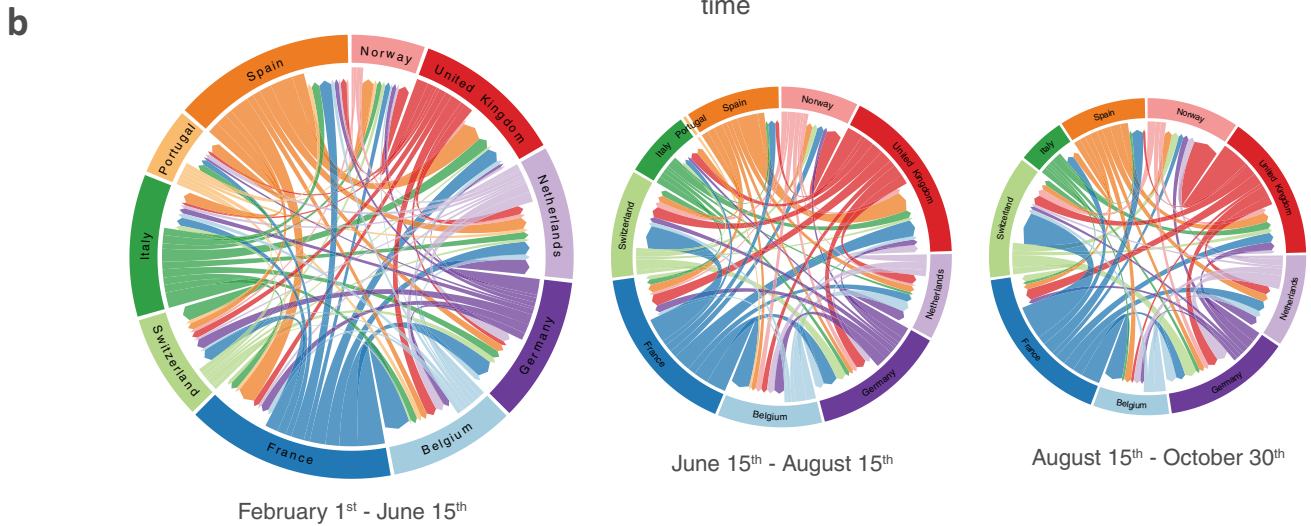 time
b
Norway
Spain
United Kingdom
Portugal
Netherlands
Italy
Germany
Switzerland
Belgium
France
February 1st - June 15th
Spain
Norway
Portugal
Italy
United Kingdom
Switzerland
Netherlands
France
Germany
Belgium
June 15th - August 15th
Spain
Norway
Italy
United Kingdom
Switzerland
Netherlands
France
Germany
Belgium
August 15th - October 30th